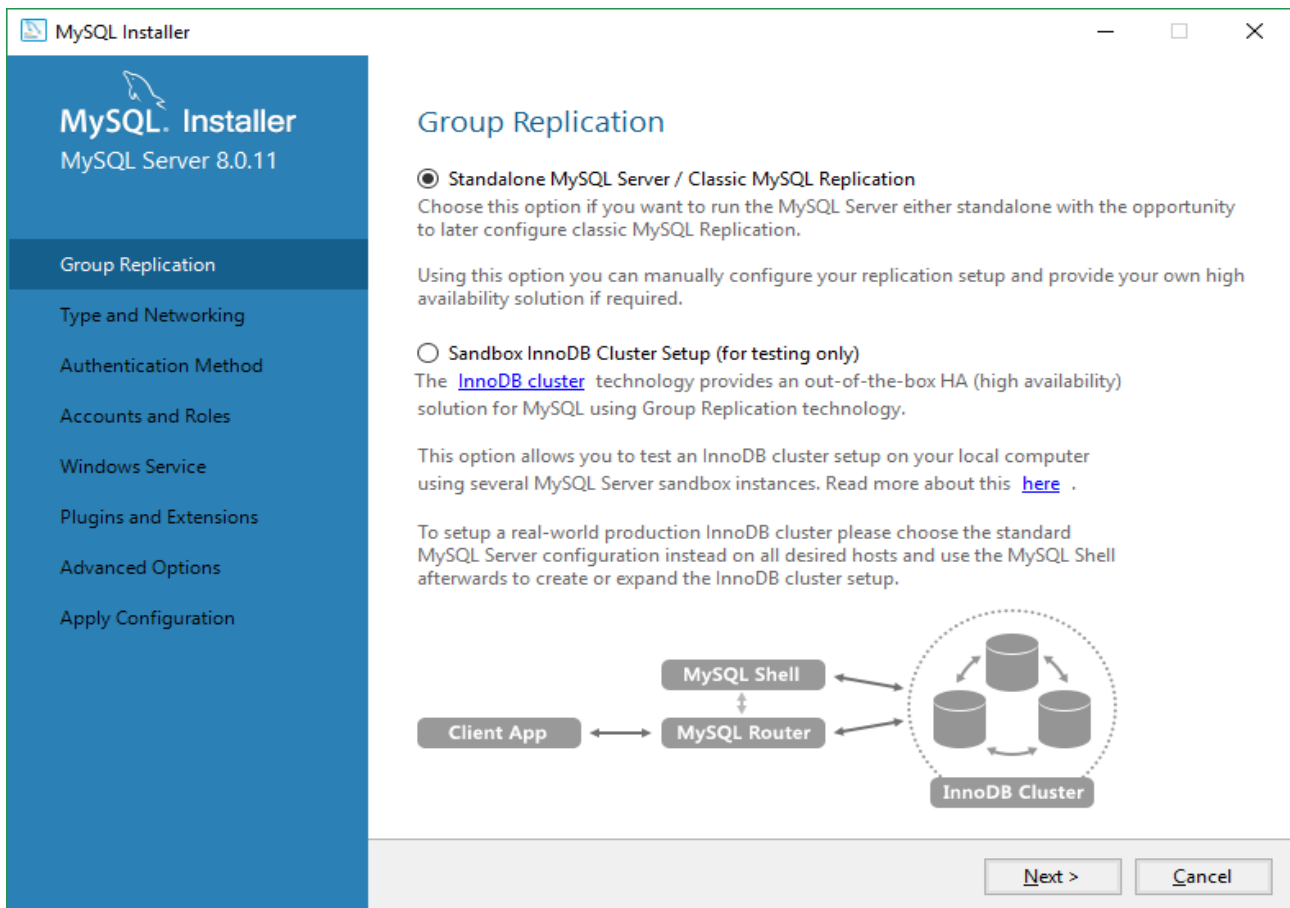 MySQL Installer
MySQL. Installer
MySQL Server 8.0.11
Group Replication
Type and Networking
Authentication Method
Accounts and Roles
Windows Service
Plugins and Extensions
Advanced Options
Apply Configuration
Group Replication
Standalone MySQL Server / Classic MySQL Replication
Choose this option if you want to run the MySQL Server either standalone with the opportunity
to later configure classic MySQL Replication.
Using this option you can manually configure your replication setup and provide your own high
availability solution if required.
Sandbox InnoDB Cluster Setup (for testing only)
The InnoDB cluster technology provides an out-of-the-box HA (high availability)
solution for MySQL using Group Replication technology.
This option allows you to test an InnoDB cluster setup on your local computer
using several MySQL Server sandbox instances. Read more about this here .
To setup a real-world production InnoDB cluster please choose the standard
MySQL Server configuration instead on all desired hosts and use the MySQL Shell
afterwards to create or expand the InnoDB cluster setup.
MySQL Shell
Client App
MySQL Router
InnoDB Cluster
Next >
Cancel